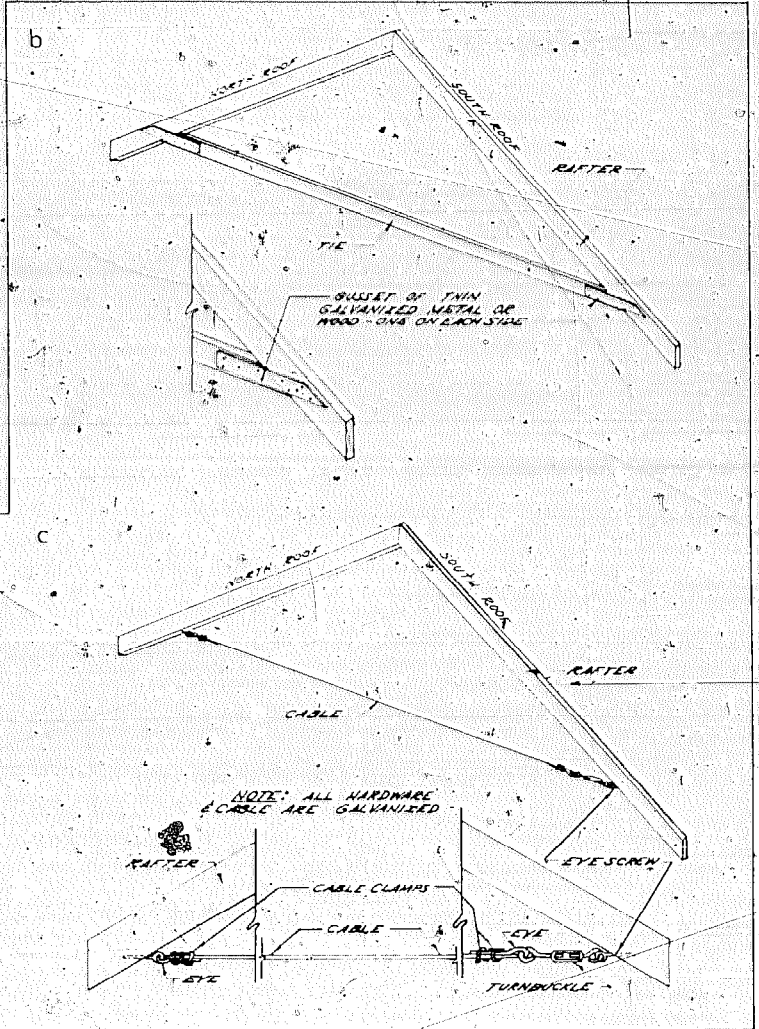 b
NORTH ROOF
SOUTH ROOF
RAFTER
TIE
GUSSET OF THIN
GALVANIZED METAL OR
WOOD - ONE ON EACH SIDE
c
NORTH ROOF
SOUTH ROOF
RAFTER
CABLE
NOTE: ALL HARDWARE
& CABLE ARE GALVANIZED
RAFTER
EYE SCREW
CABLE CLAMPS
CABLE
EYE
EYE
TURNBUCKLE